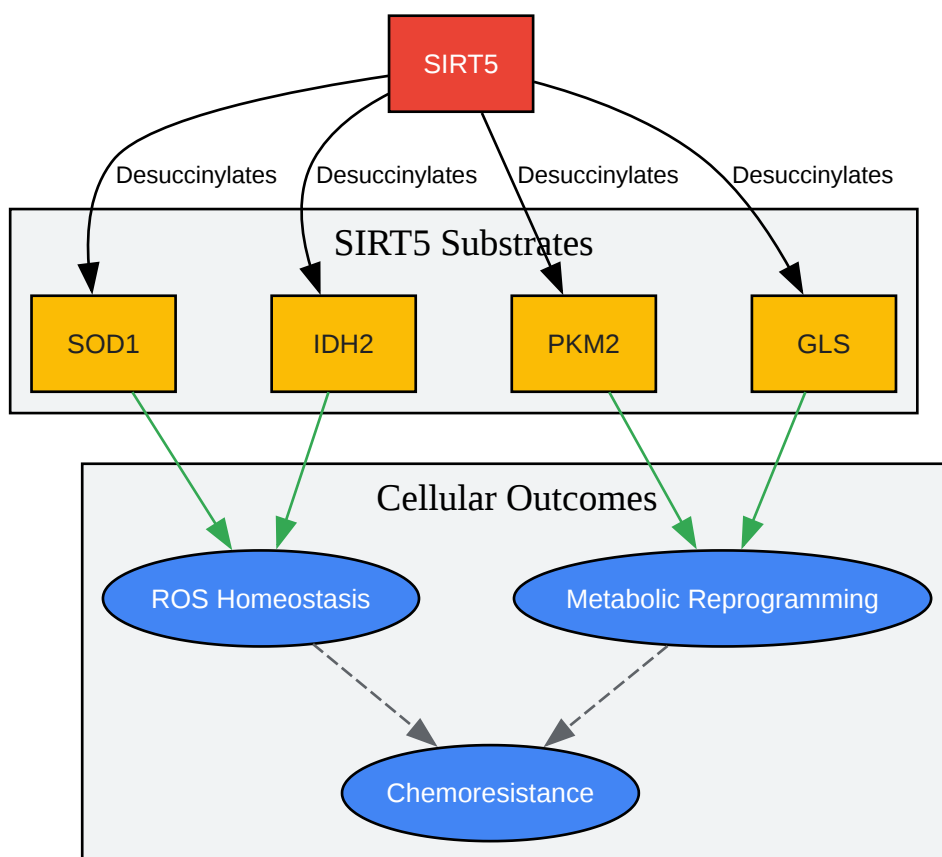 SIRT5
Desuccinylates
Desuccinylates
Desuccinylates
Desuccinylates
SIRT5 Substrates
SOD1
IDH2
PKM2
GLS
Cellular Outcomes
ROS Homeostasis
Metabolic Reprogramming
Chemoresistance